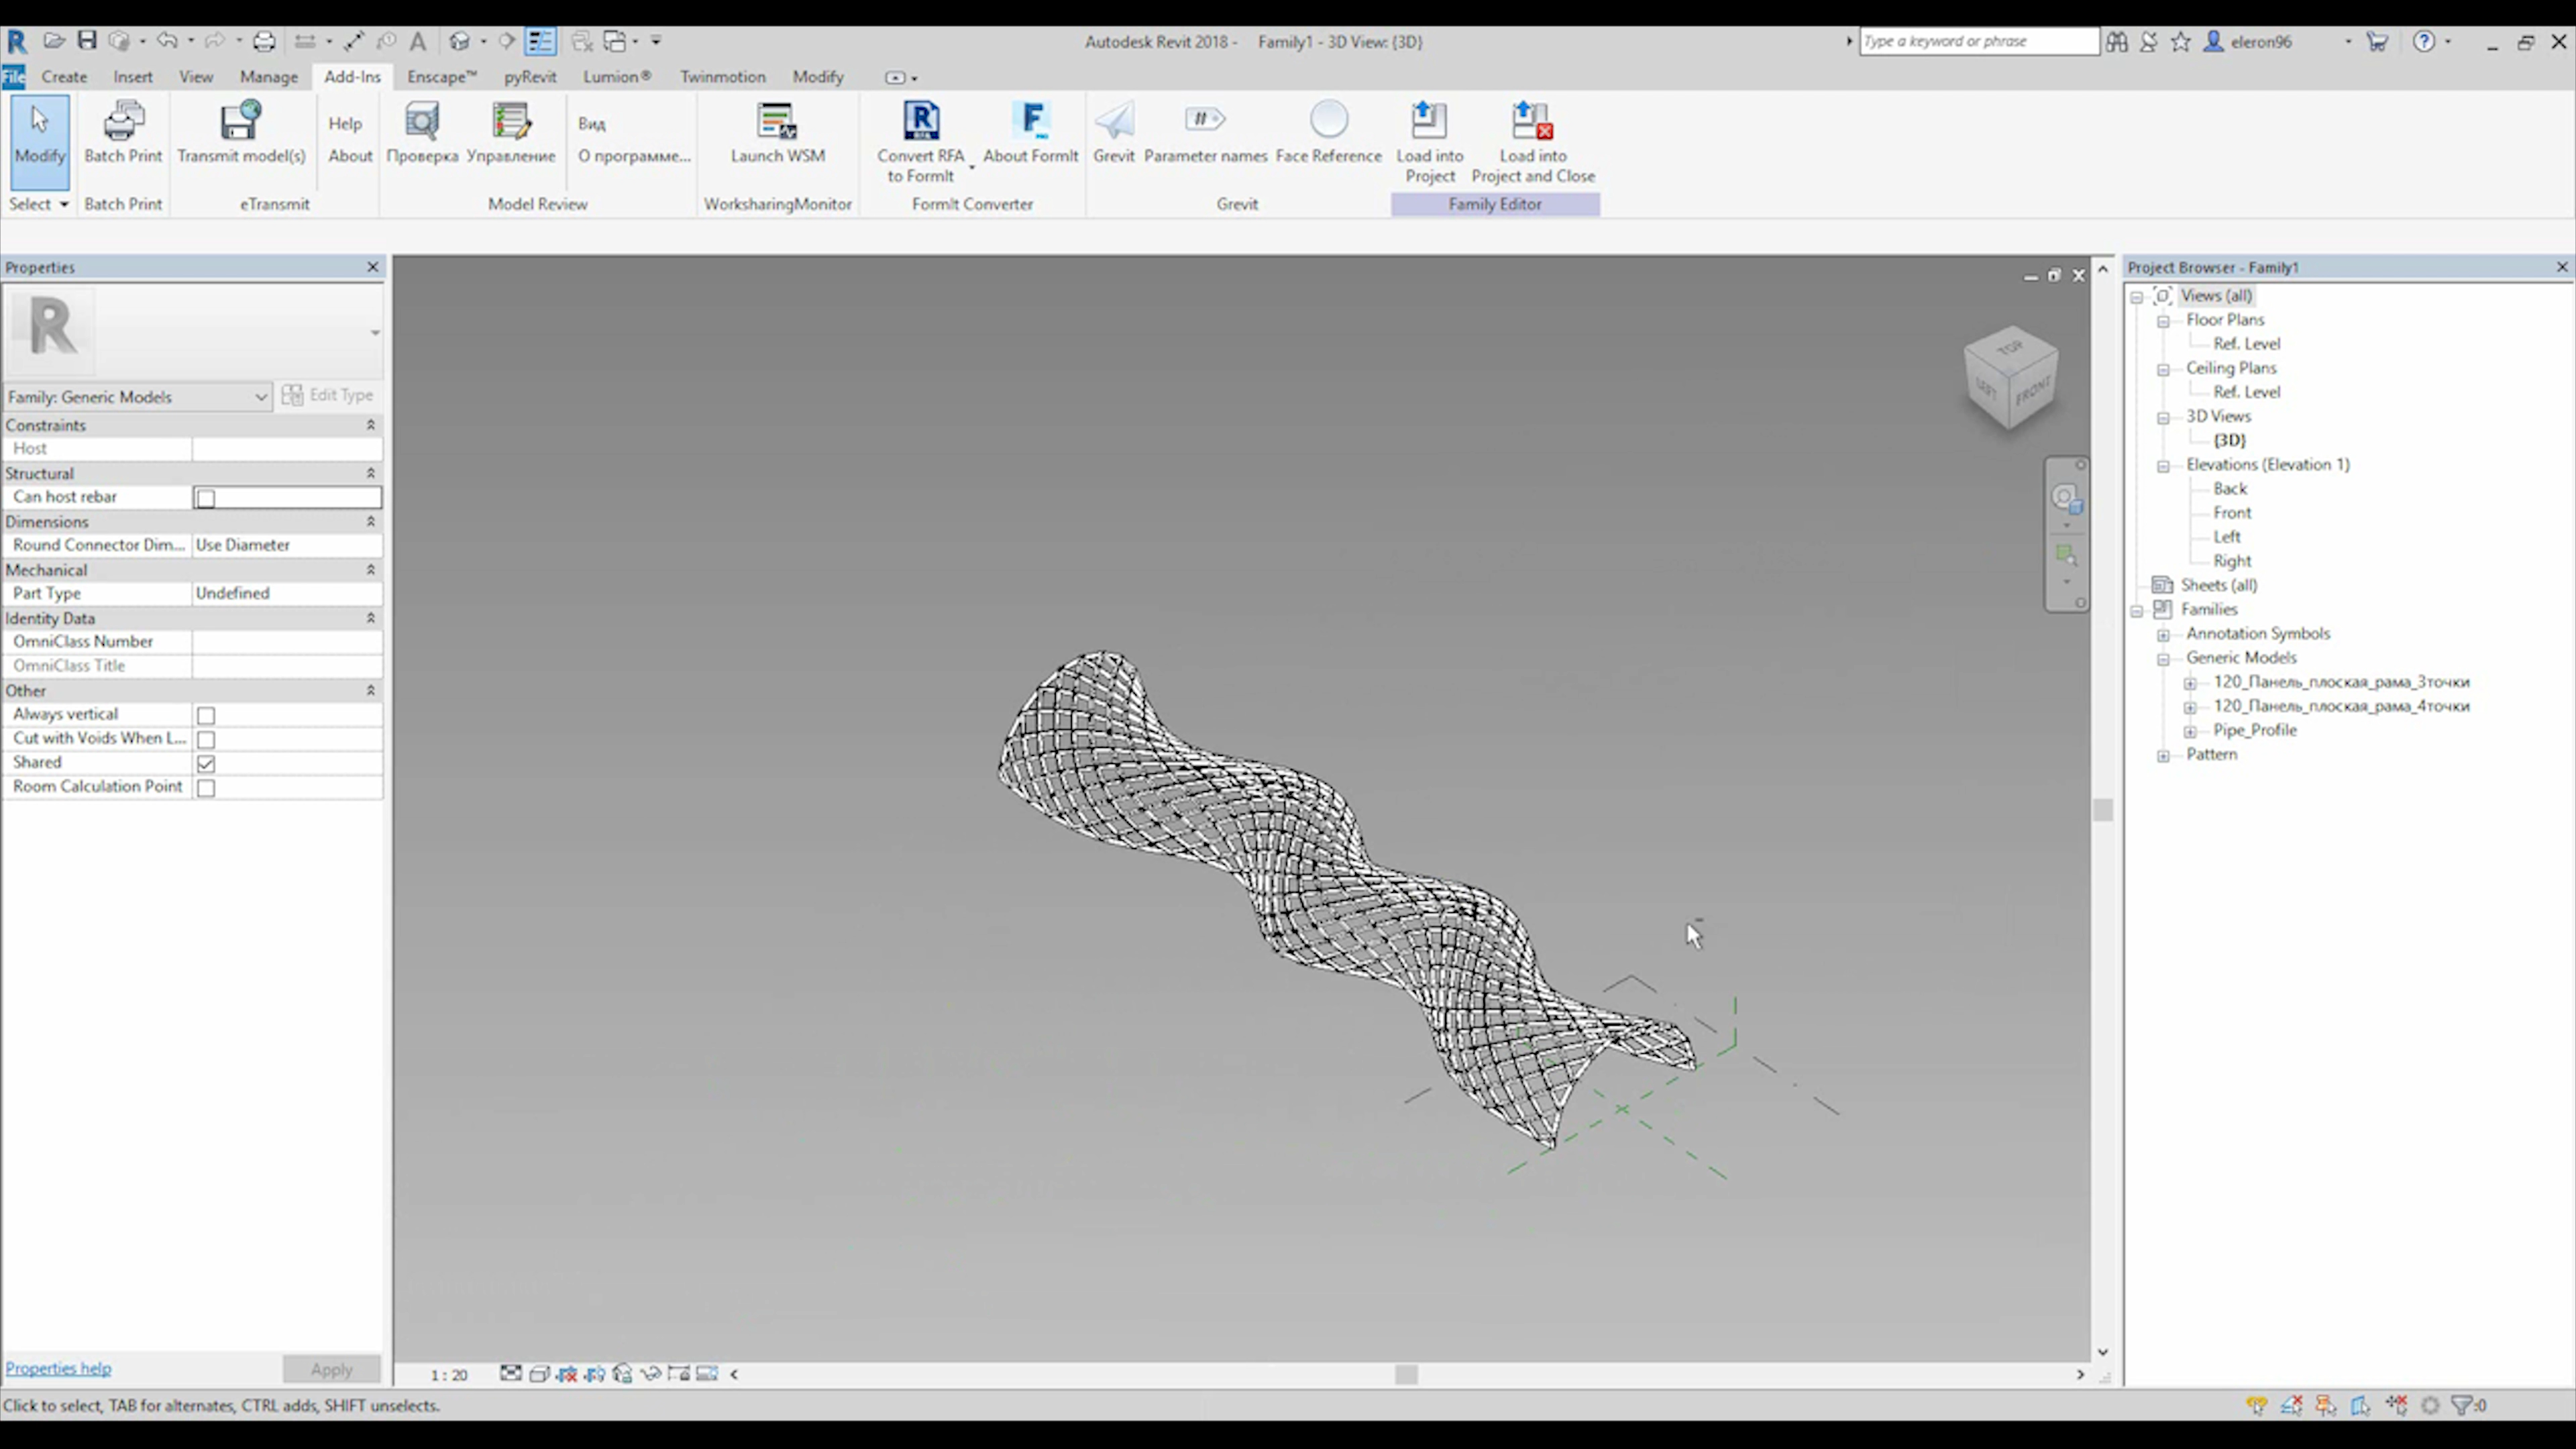 Autodesk Revit 2018 - Family1 - 3D View: {3D}
Type a keyword or phrase
eleron96
File Create Insert View Manage Add-Ins Enscape™ pyRevit Lumion® Twinmotion Modify
Modify
Batch Print
Transmit model(s)
Help
About
Проверка
Управление
Вид
О программе...
Launch WSM
Convert RFA
to FormIt
About FormIt
Grevit
Parameter names
Face Reference
Load into
Project
Load into
Project and Close
Select Batch Print eTransmit Model Review WorksharingMonitor FormIt Converter Grevit Family Editor
Properties
Family: Generic Models
Edit Type
Constraints
Host
Structural
Can host rebar
Dimensions
Round Connector Dim... Use Diameter
Mechanical
Part Type Undefined
Identity Data
OmniClass Number
OmniClass Title
Other
Always vertical
Cut with Voids When L...
Shared
Room Calculation Point
Properties help
Apply
TOP
LEFT
FRONT
1 : 20
Project Browser - Family1
Views (all)
Floor Plans
Ref. Level
Ceiling Plans
Ref. Level
3D Views
{3D}
Elevations (Elevation 1)
Back
Front
Left
Right
Sheets (all)
Families
Annotation Symbols
Generic Models
120_Панель_плоская_рама_3точки
120_Панель_плоская_рама_4точки
Pipe_Profile
Pattern
Click to select, TAB for alternates, CTRL adds, SHIFT unselects.
:0